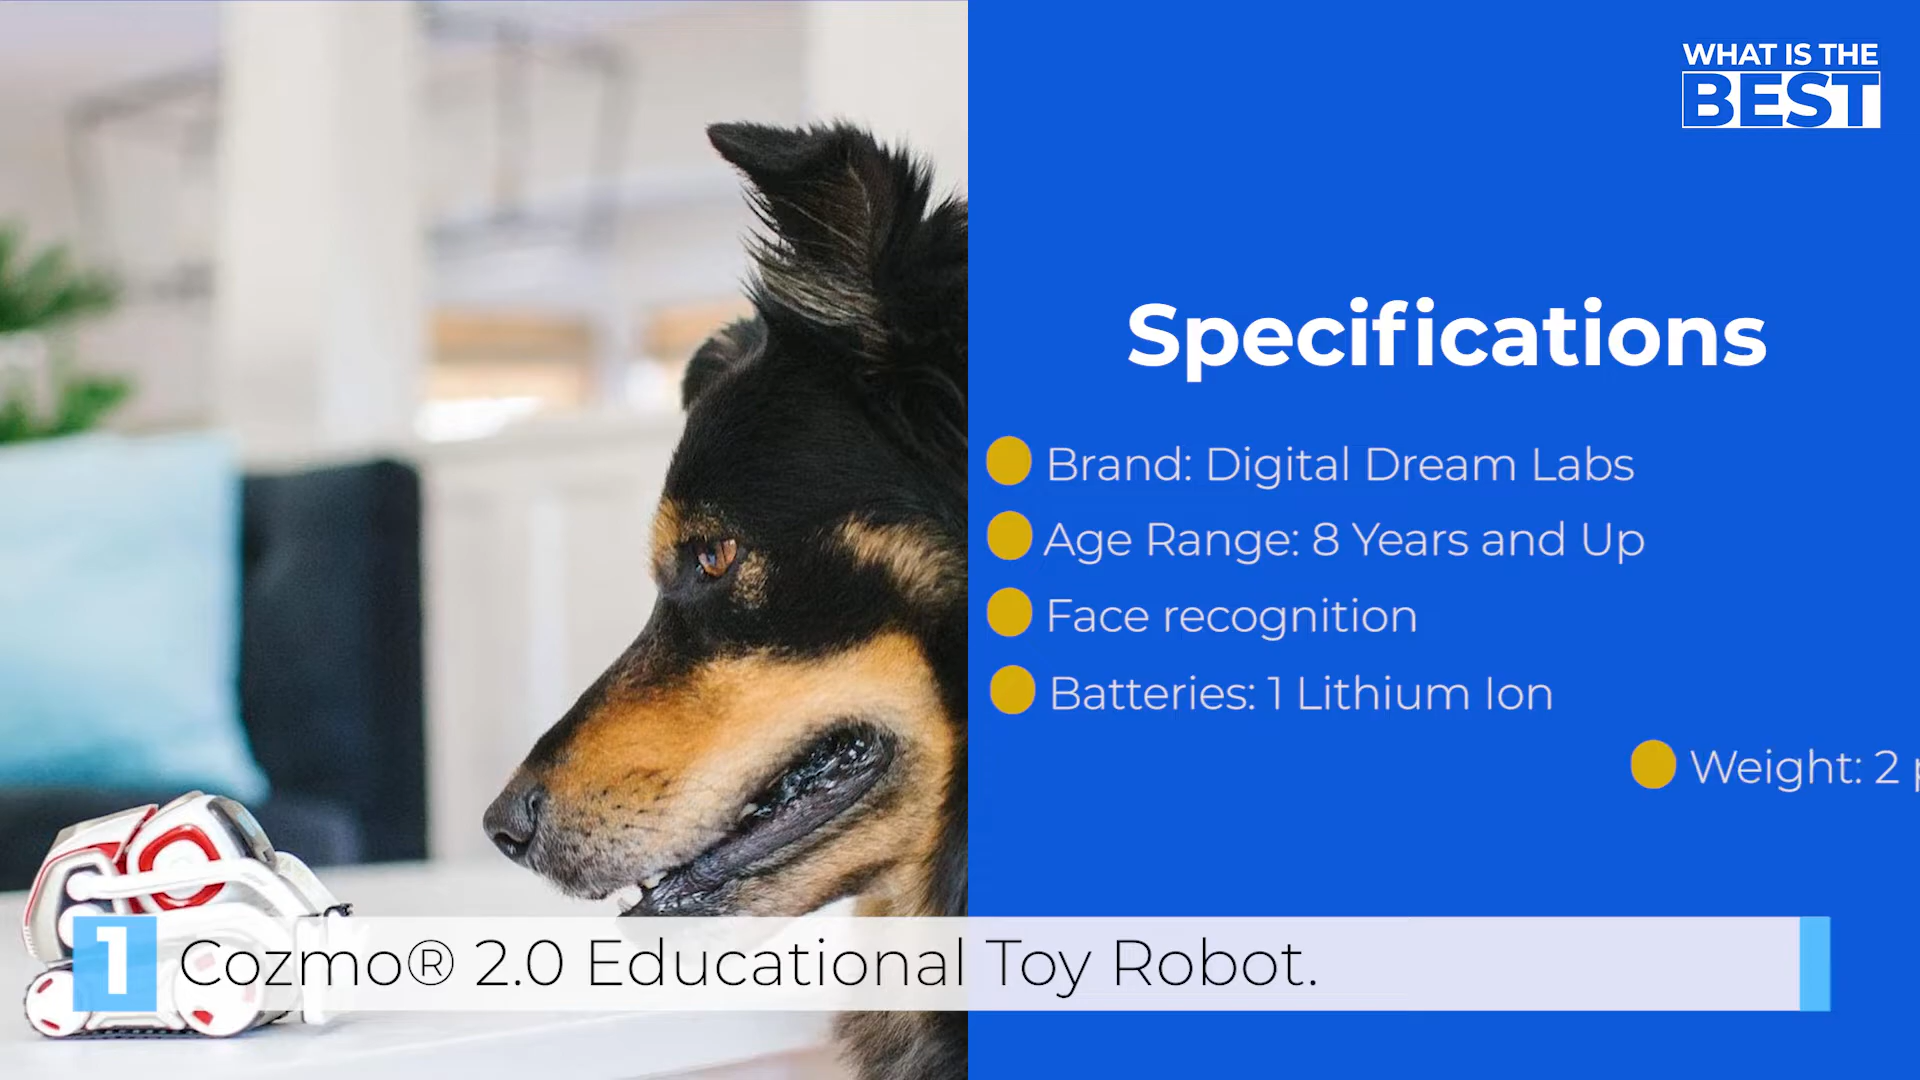 WHAT IS THE
BEST
Specifications
Brand: Digital Dream Labs
Age Range: 8 Years and Up
Face recognition
Batteries: 1 Lithium Ion
Weight: 2 p
1 Cozmo® 2.0 Educational Toy Robot.